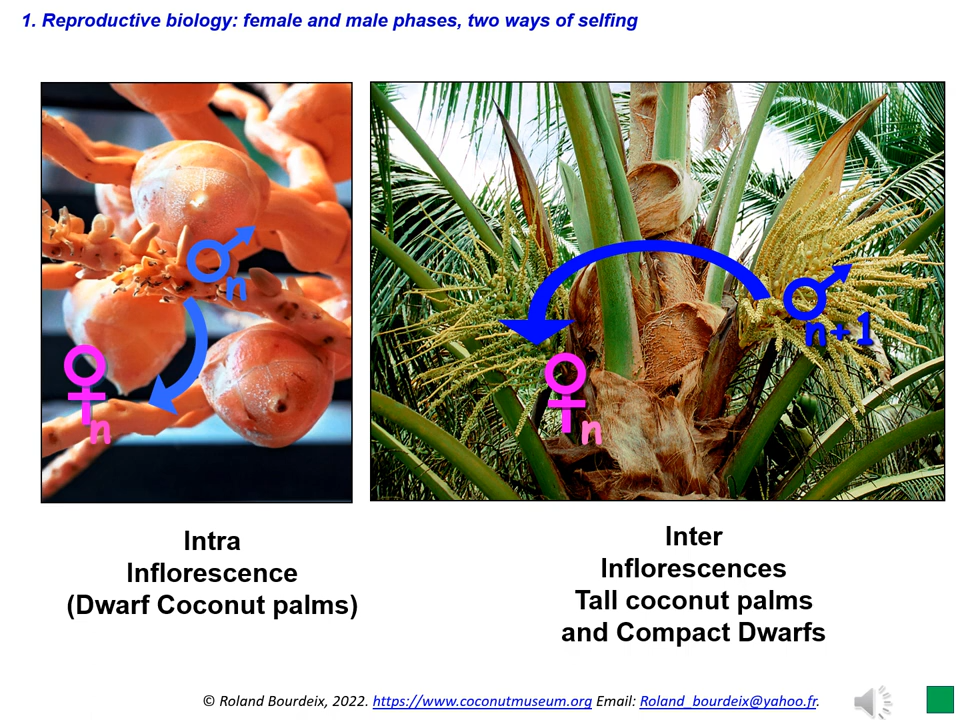 1. Reproductive biology: female and male phases, two ways of selfing
n
n
n+1
n
Intra
Inflorescence
(Dwarf Coconut palms)
Inter
Inflorescences
Tall coconut palms
and Compact Dwarfs
© Roland Bourdeix, 2022. https://www.coconutmuseum.org Email: Roland_bourdeix@yahoo.fr.